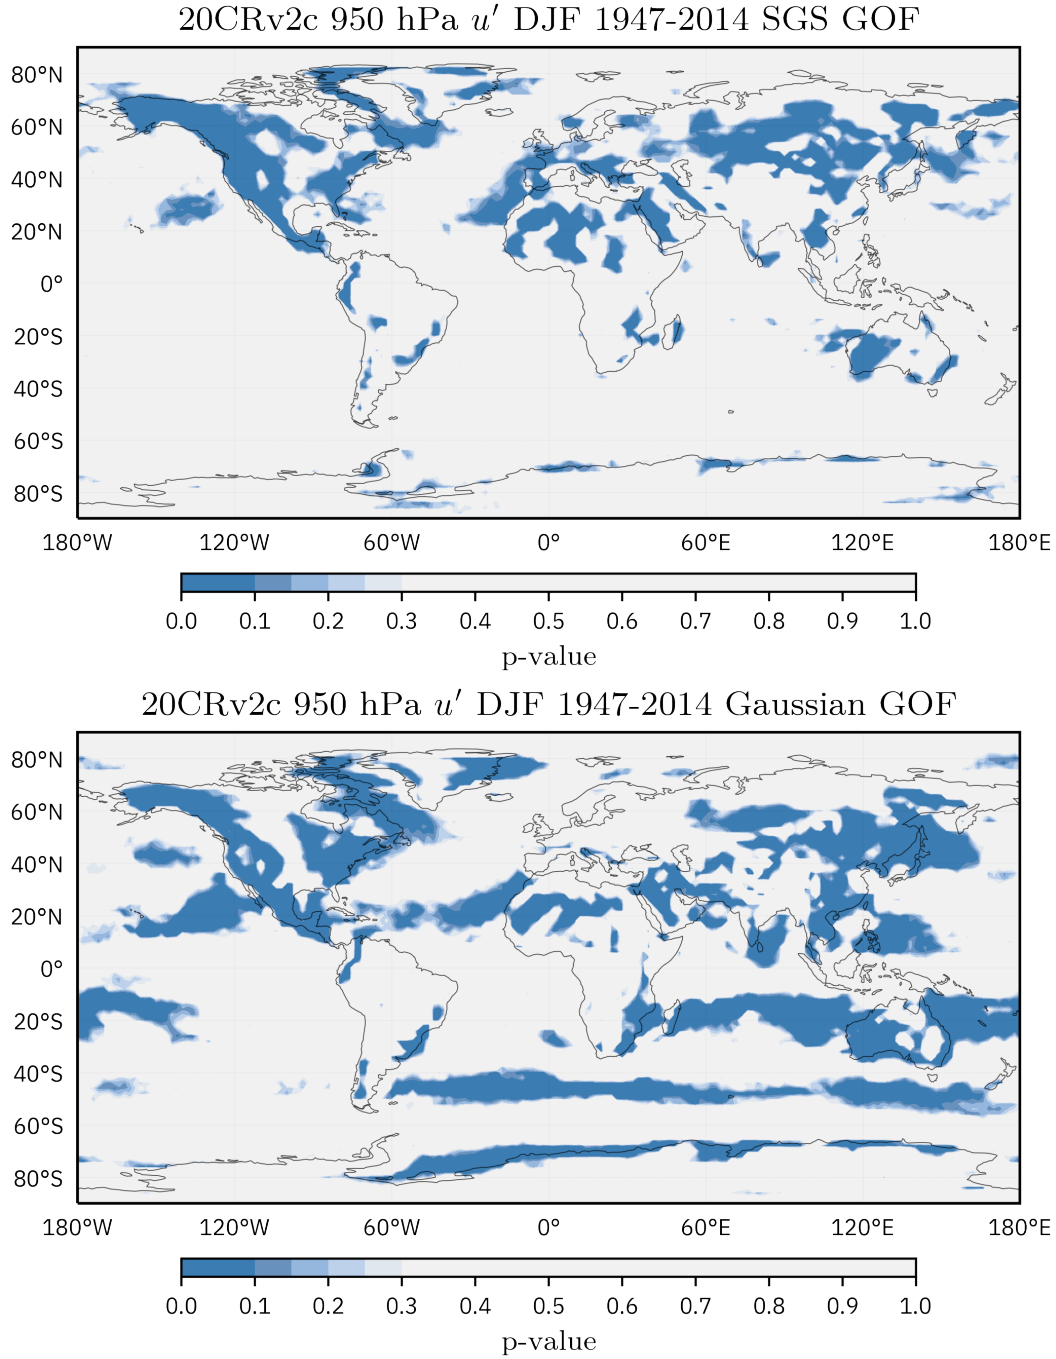 20CRv2c 950 hPa u′ DJF 1947-2014 SGS GOF
80°N
60°N
40°N
20°N
0°
20°S
40°S
60°S
80°S
180°W 120°W 60°W 0° 60°E 120°E 180°E
0.0 0.1 0.2 0.3 0.4 0.5 0.6 0.7 0.8 0.9 1.0
p-value
20CRv2c 950 hPa u′ DJF 1947-2014 Gaussian GOF
80°N
60°N
40°N
20°N
0°
20°S
40°S
60°S
80°S
180°W 120°W 60°W 0° 60°E 120°E 180°E
0.0 0.1 0.2 0.3 0.4 0.5 0.6 0.7 0.8 0.9 1.0
p-value